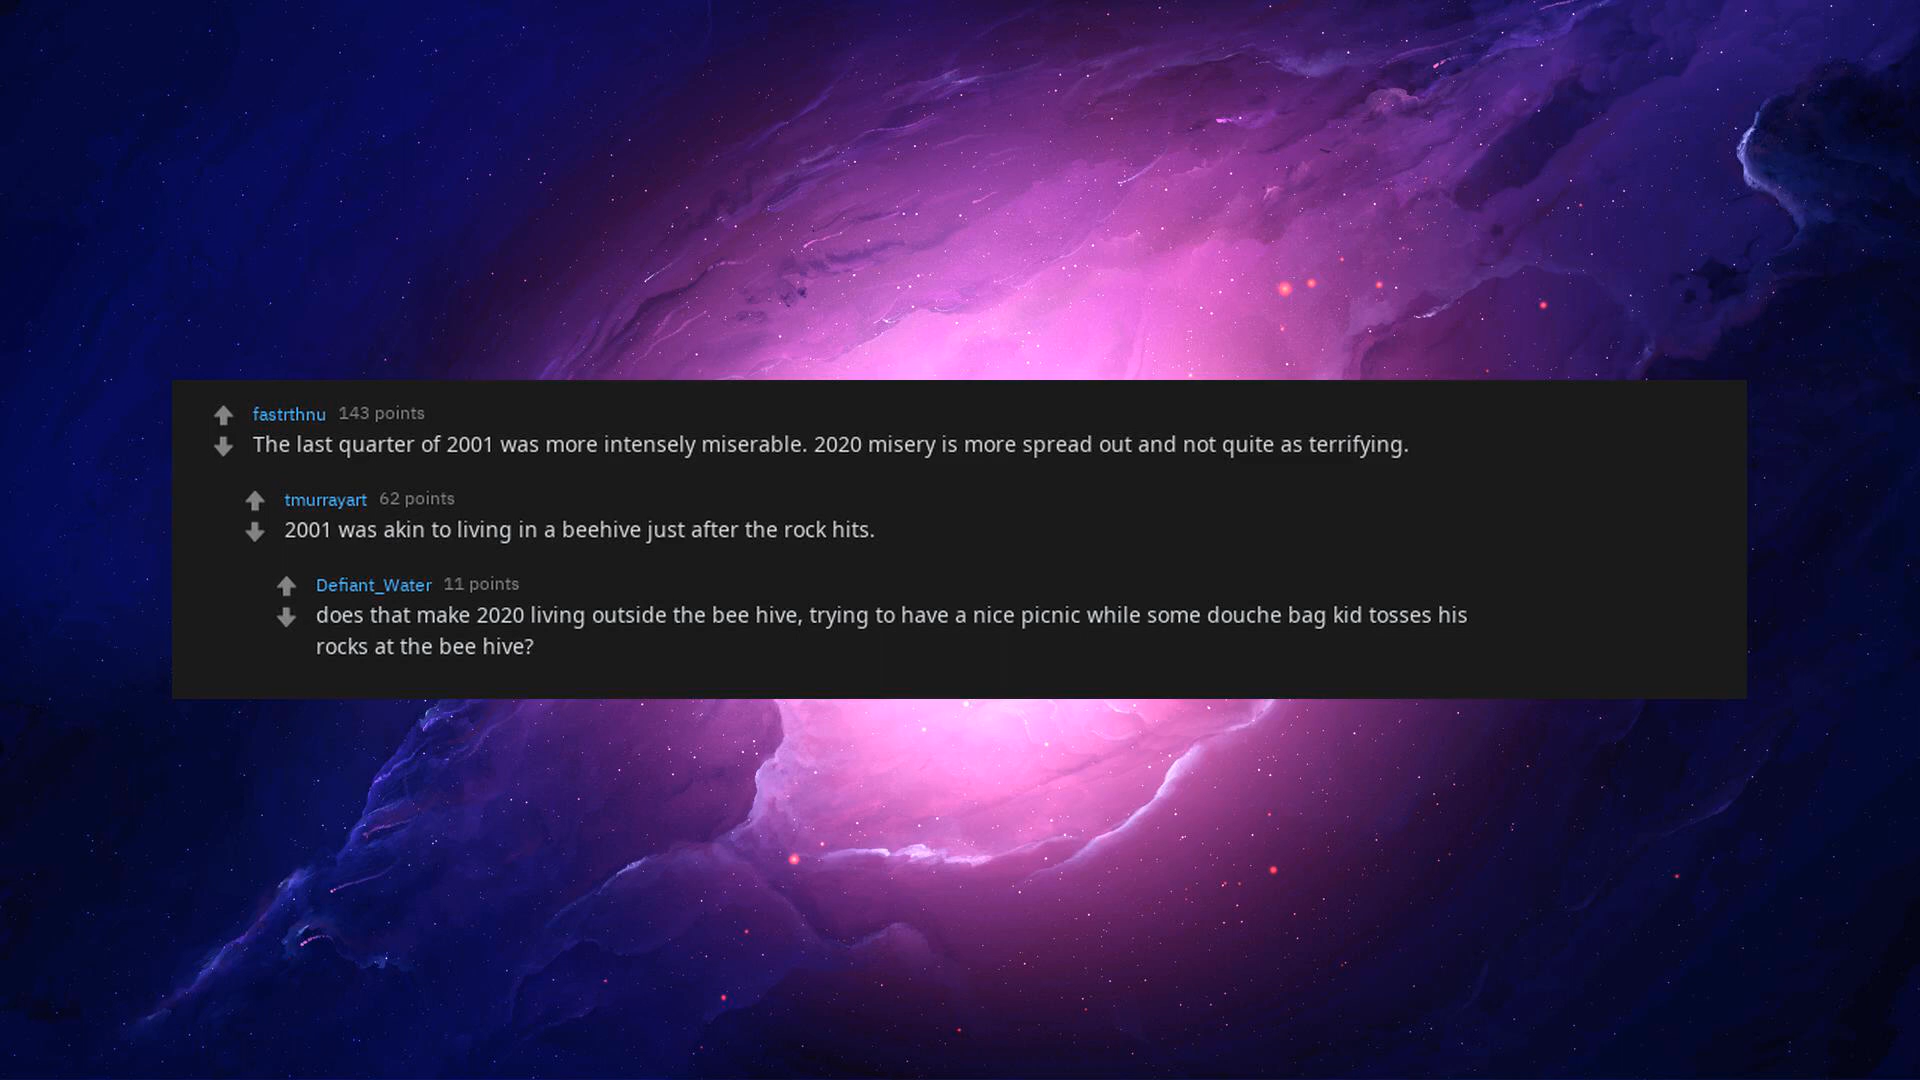 fastrthnu 143 points
The last quarter of 2001 was more intensely miserable. 2020 misery is more spread out and not quite as terrifying.
tmurrayart 62 points
2001 was akin to living in a beehive just after the rock hits.
Defiant_Water 11 points
does that make 2020 living outside the bee hive, trying to have a nice picnic while some douche bag kid tosses his
rocks at the bee hive?